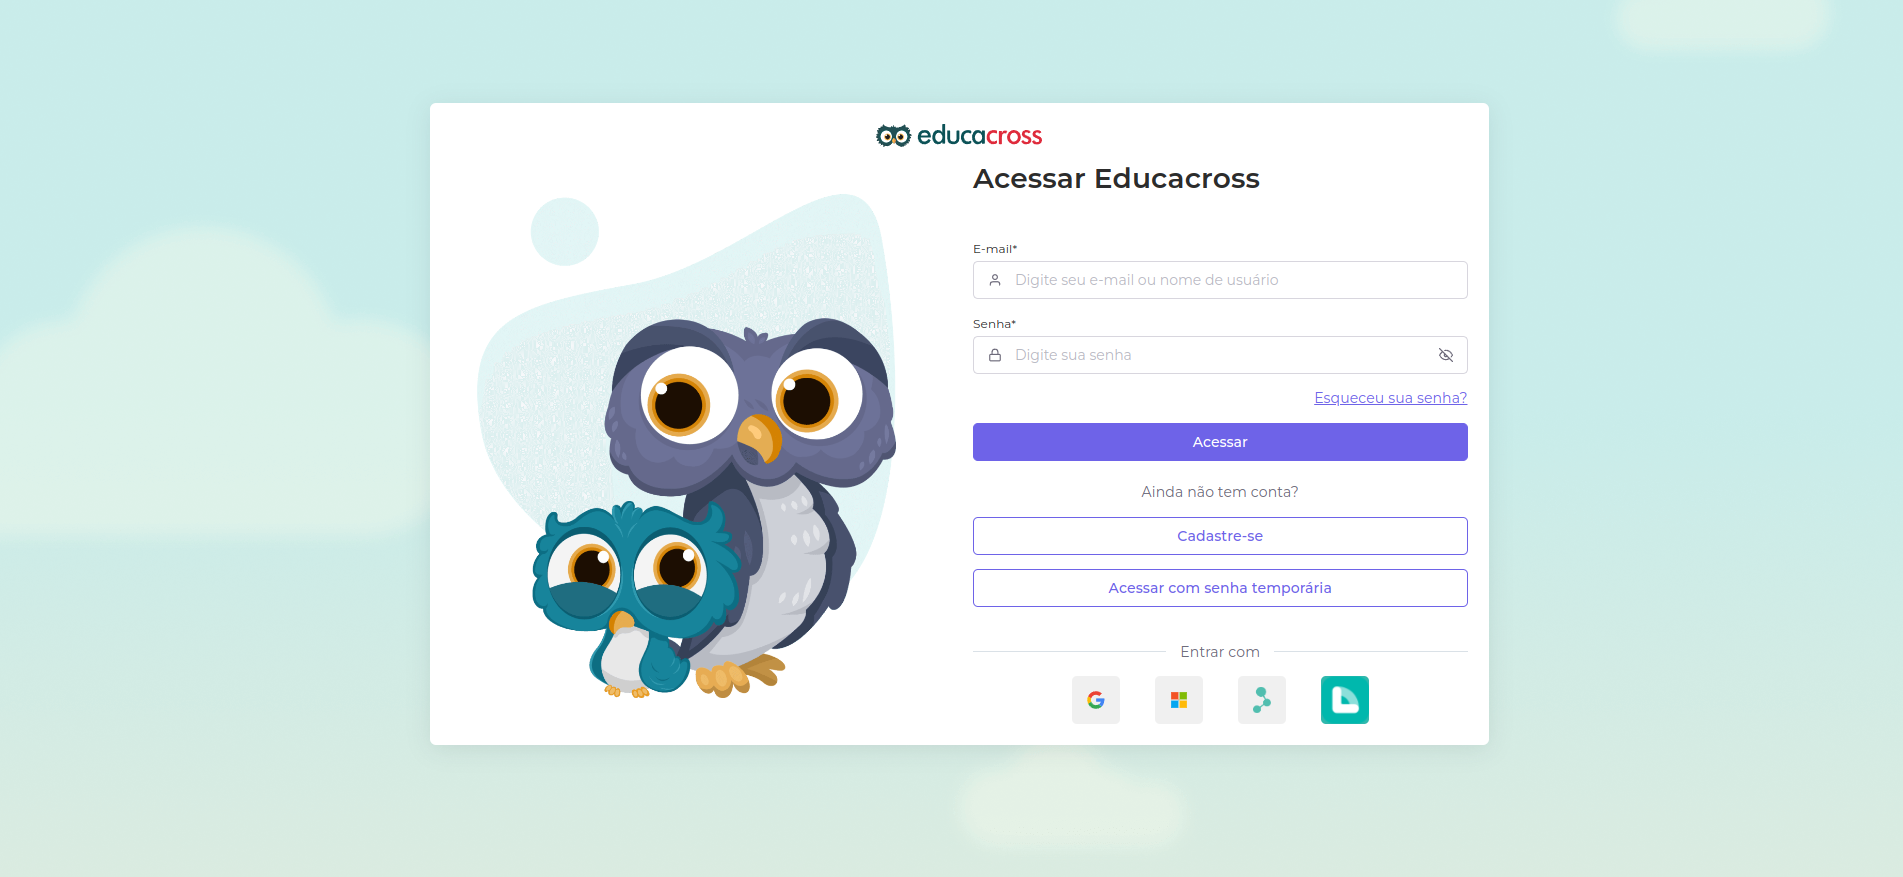 educacross
Acessar Educacross
E-mail*
Digite seu e-mail ou nome de usuário
Senha*
Digite sua senha
Esqueceu sua senha?
Acessar
Ainda não tem conta?
Cadastre-se
Acessar com senha temporária
Entrar com